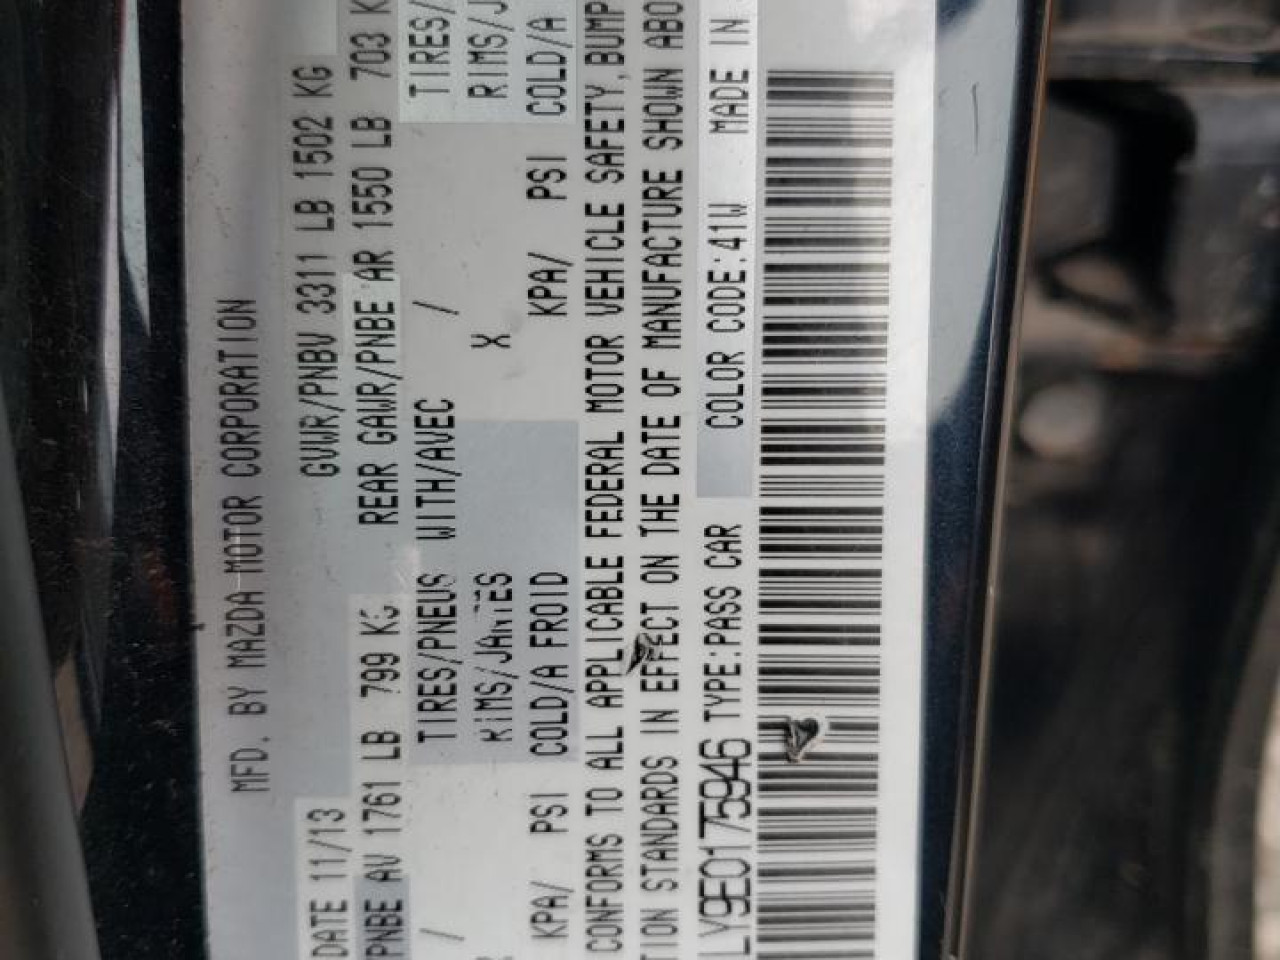 MFD. BY MAZDA MOTOR CORPORATION
DATE 11/13 GVWR/PNBV 3311 LB 1502 KG
/PNBE AV 1761 LB 799 KG REAR GAWR/PNBE AR 1550 LB 703 K
/ TIRES/PNEUS WITH/AVEC / TIRES/
RIMS/JANTES X RIMS/J
KPA/ PSI COLD/A FROID KPA/ PSI COLD/A
CONFORMS TO ALL APPLICABLE FEDERAL MOTOR VEHICLE SAFETY,BUMP
TION STANDARDS IN EFFECT ON THE DATE OF MANUFACTURE SHOWN ABO
LY9E0175946 TYPE:PASS CAR COLOR CODE:41W MADE IN